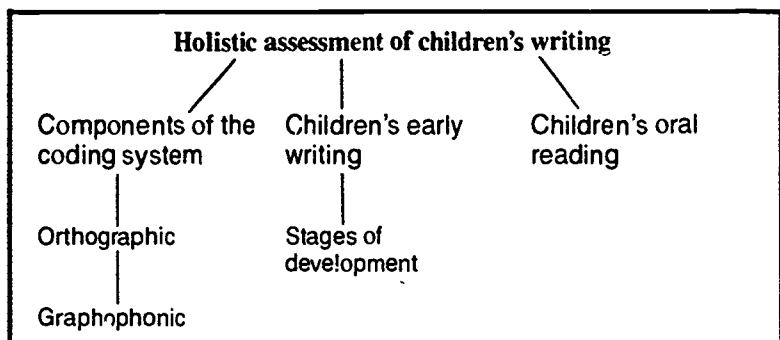 Holistic assessment of children's writing
Components of the coding system
Children's early writing
Children's oral reading
Orthographic
Stages of development
Graphophonic